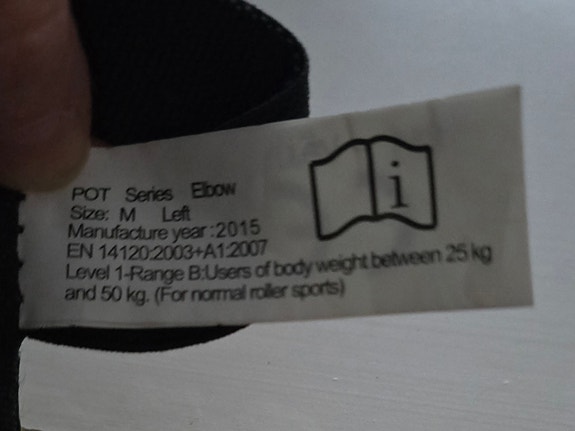 POT Series Elbow
Size: M Left
Manufacture year:2015
EN 14120:2003+A1:2007
Level 1-Range B:Users of body weight between 25 kg
and 50 kg. (For normal roller sports)
i